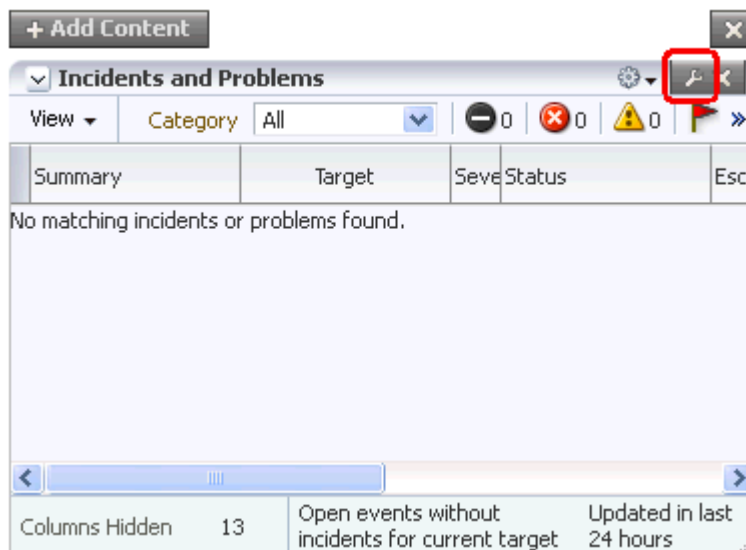 + Add Content
Incidents and Problems
View
Category
All
0
0
0
»
Summary
Target
Seve
Status
Esc
No matching incidents or problems found.
Columns Hidden 13
Open events without
incidents for current target
Updated in last
24 hours